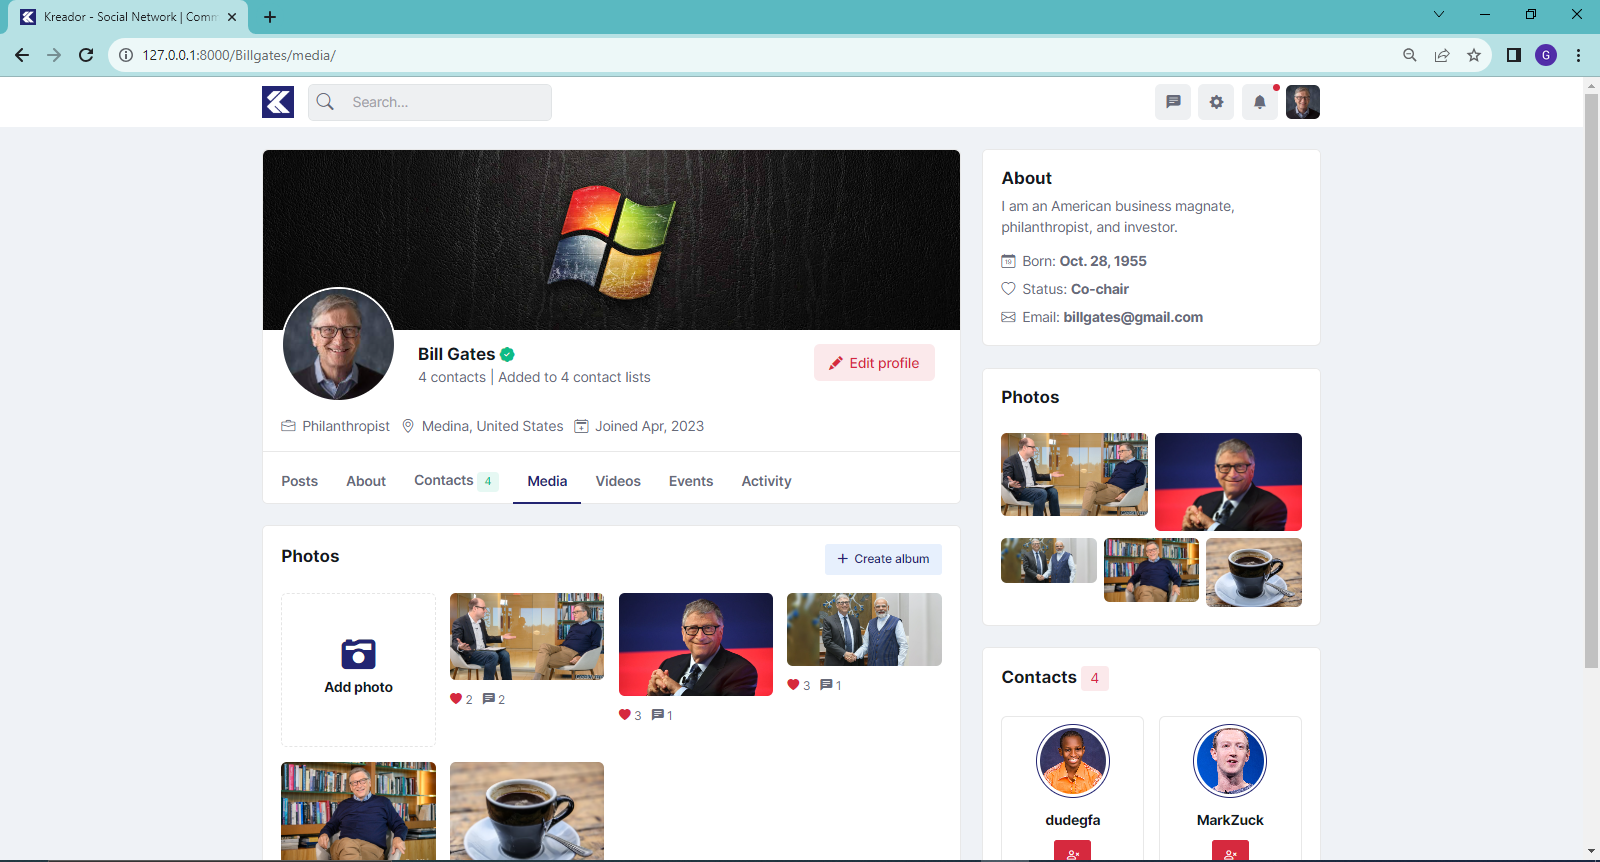 Kreador - Social Network | Comm
127.0.0.1:8000/Billgates/media/
G
Search...
Bill Gates
4 contacts | Added to 4 contact lists
Edit profile
Philanthropist
Medina, United States
Joined Apr, 2023
Posts
About
Contacts 4
Media
Videos
Events
Activity
Photos
+ Create album
Add photo
2 2
3 1
3 1
About
I am an American business magnate,
philanthropist, and investor.
Born: Oct. 28, 1955
Status: Co-chair
Email: billgates@gmail.com
Photos
Contacts 4
dudegfa
MarkZuck